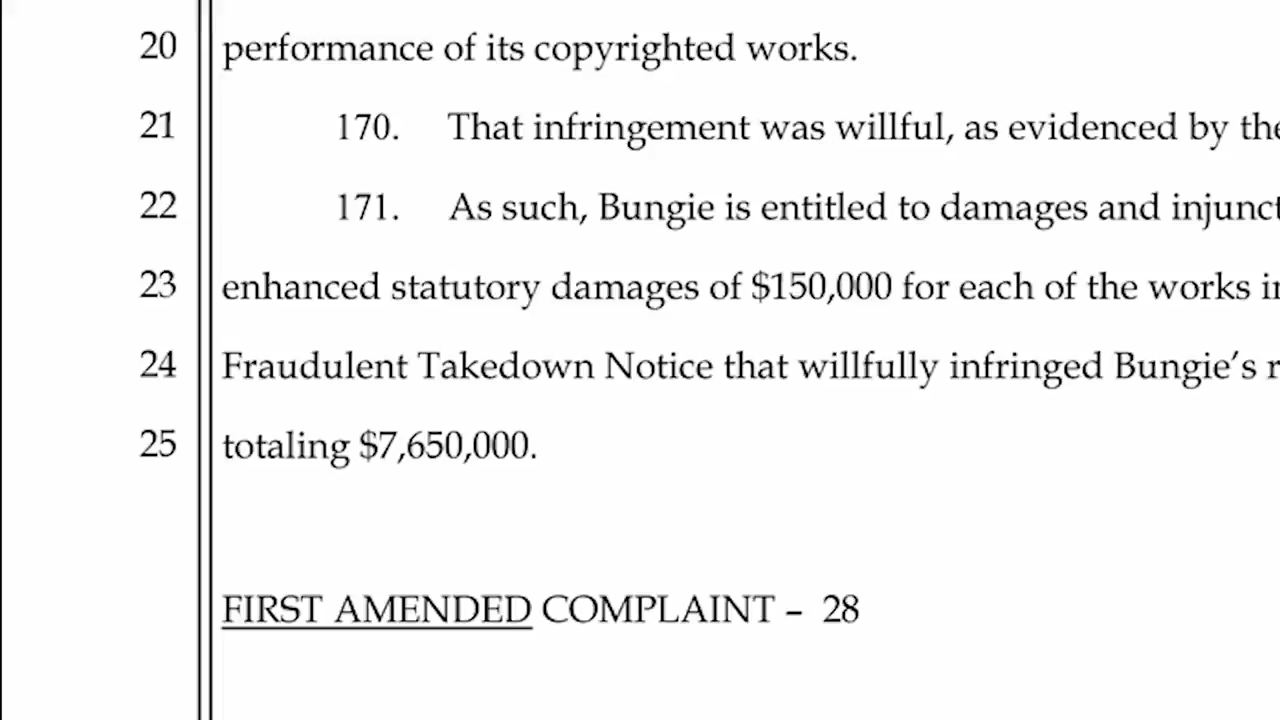 20 performance of its copyrighted works.
21 170. That infringement was willful, as evidenced by the
22 171. As such, Bungie is entitled to damages and injunct
23 enhanced statutory damages of $150,000 for each of the works in
24 Fraudulent Takedown Notice that willfully infringed Bungie’s r
25 totaling $7,650,000.
FIRST AMENDED COMPLAINT – 28